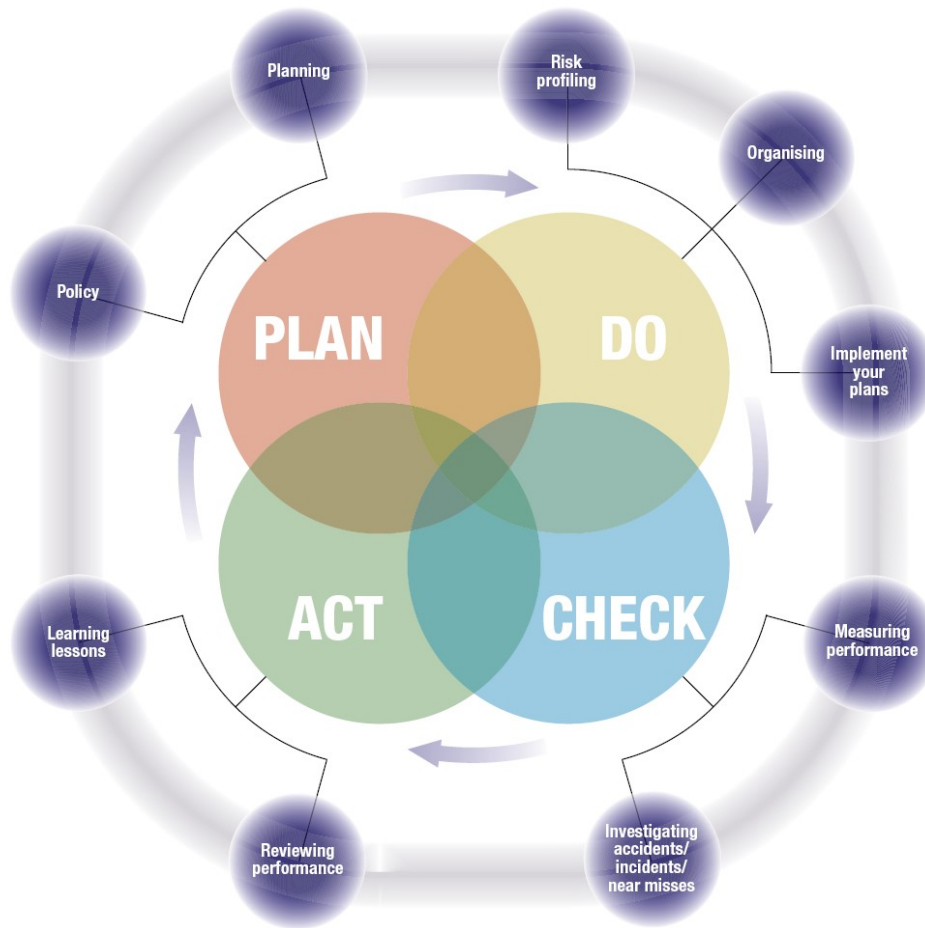 Planning
Risk
profiling
Organising
Policy
PLAN
DO
Implement
your
plans
ACT
CHECK
Learning
lessons
Measuring
performance
Reviewing
performance
Investigating
accidents/
incidents/
near misses